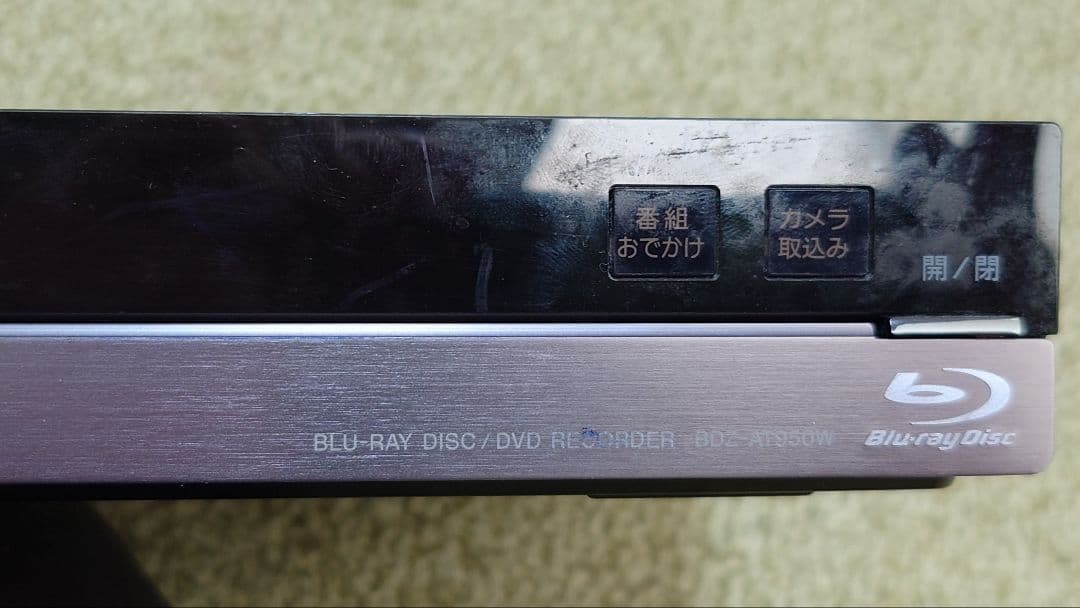 番組
おでかけ
カメラ
取込み
開/閉
BLU-RAY DISC / DVD RECORDER BDZ-AT950W
Blu-ray Disc